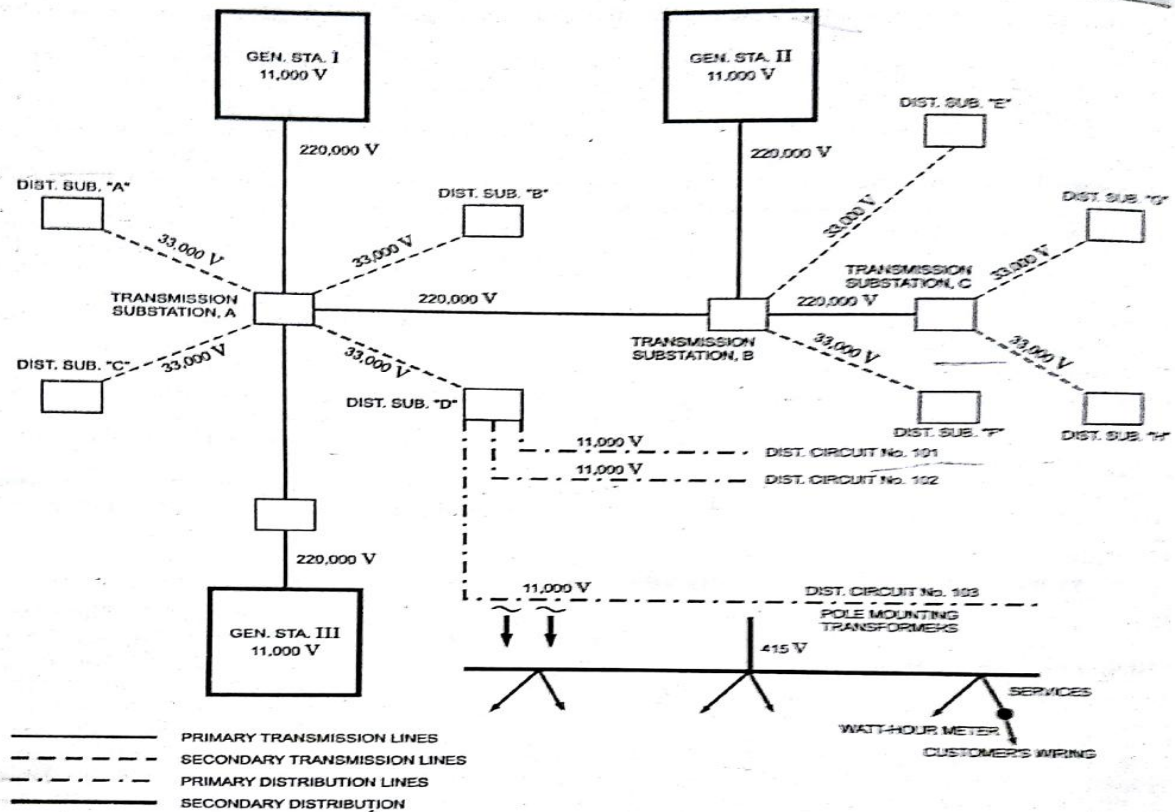 GEN. STA. I
11,000 V
GEN. STA. II
11,000 V
DIST. SUB. "E"
220,000 V
220,000 V
DIST. SUB. "A"
DIST. SUB. "B"
DIST. SUB. "G"
33,000 V
33,000 V
33,000 V
33,000 V
TRANSMISSION
SUBSTATION, A
220,000 V
TRANSMISSION
SUBSTATION, C
220,000 V
TRANSMISSION
SUBSTATION, B
DIST. SUB. "C"
33,000 V
33,000 V
33,000 V
33,000 V
DIST. SUB. "D"
DIST. SUB. "F"
DIST. SUB. "H"
11,000 V
DIST. CIRCUIT No. 101
11,000 V
DIST. CIRCUIT No. 102
220,000 V
11,000 V
DIST. CIRCUIT No. 103
POLE MOUNTING
TRANSFORMERS
GEN. STA. III
11,000 V
415 V
SERVICES
WATT-HOUR METER
CUSTOMER'S WIRING
PRIMARY TRANSMISSION LINES
SECONDARY TRANSMISSION LINES
PRIMARY DISTRIBUTION LINES
SECONDARY DISTRIBUTION